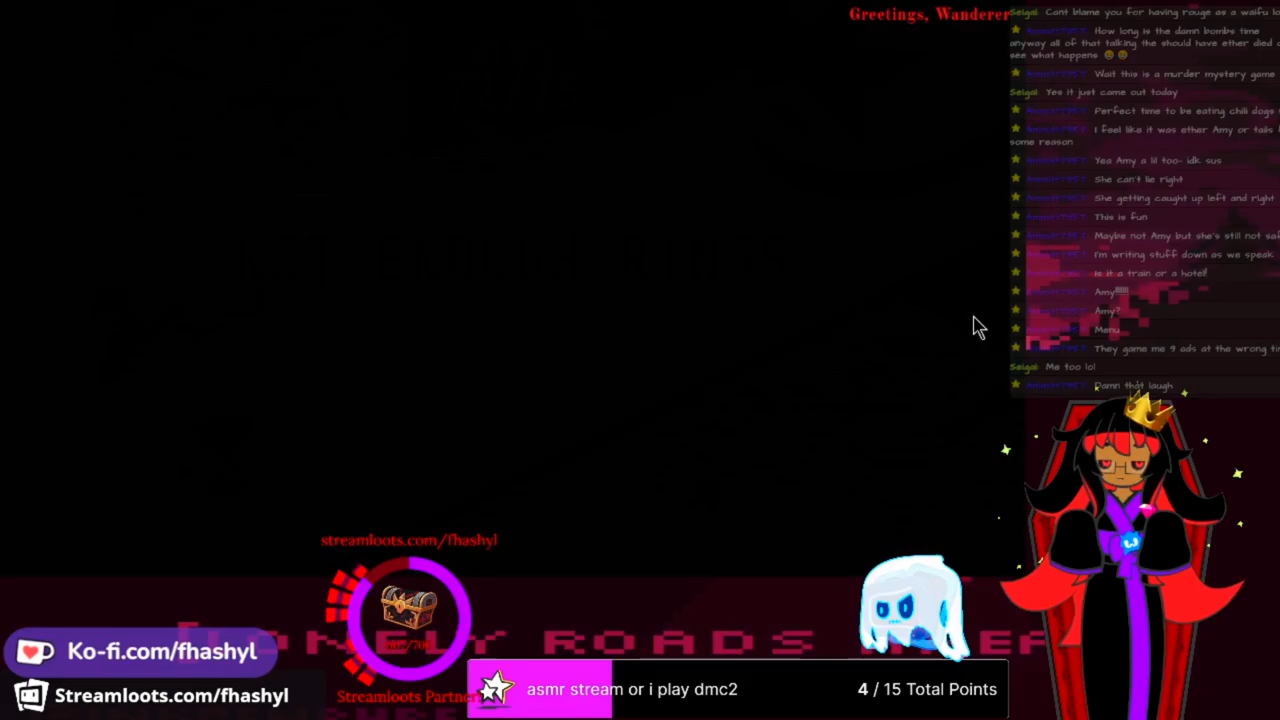 Greetings, Wanderer
Seigal: Cant blame you for having rouge as a waifu lo
How long is the damn bombs time
anyway all of that talking the should have ether died o
see what happens
Wait this is a murder mystery game
Seigal: Yes it just came out today
Perfect time to be eating chili dogs
I feel like it was ether Amy or tails
some reason
Yea Amy a lil too- idk sus
She can't lie right
She getting caught up left and right
This is fun
Maybe not Amy but she's still not saf
I'm writing stuff down as we speak
Is it a train or a hotel!
Amy!!!!!!!
Amy?
Menu
They game me 9 ads at the wrong ti
Seigal: Me too lol
Damn that laugh
streamloots.com/fhashyl
LONELY ROADS
Ko-fi.com/fhashyl
Streamloots.com/fhashyl
Streamloots Partner
asmr stream or i play dmc2
4 / 15 Total Points